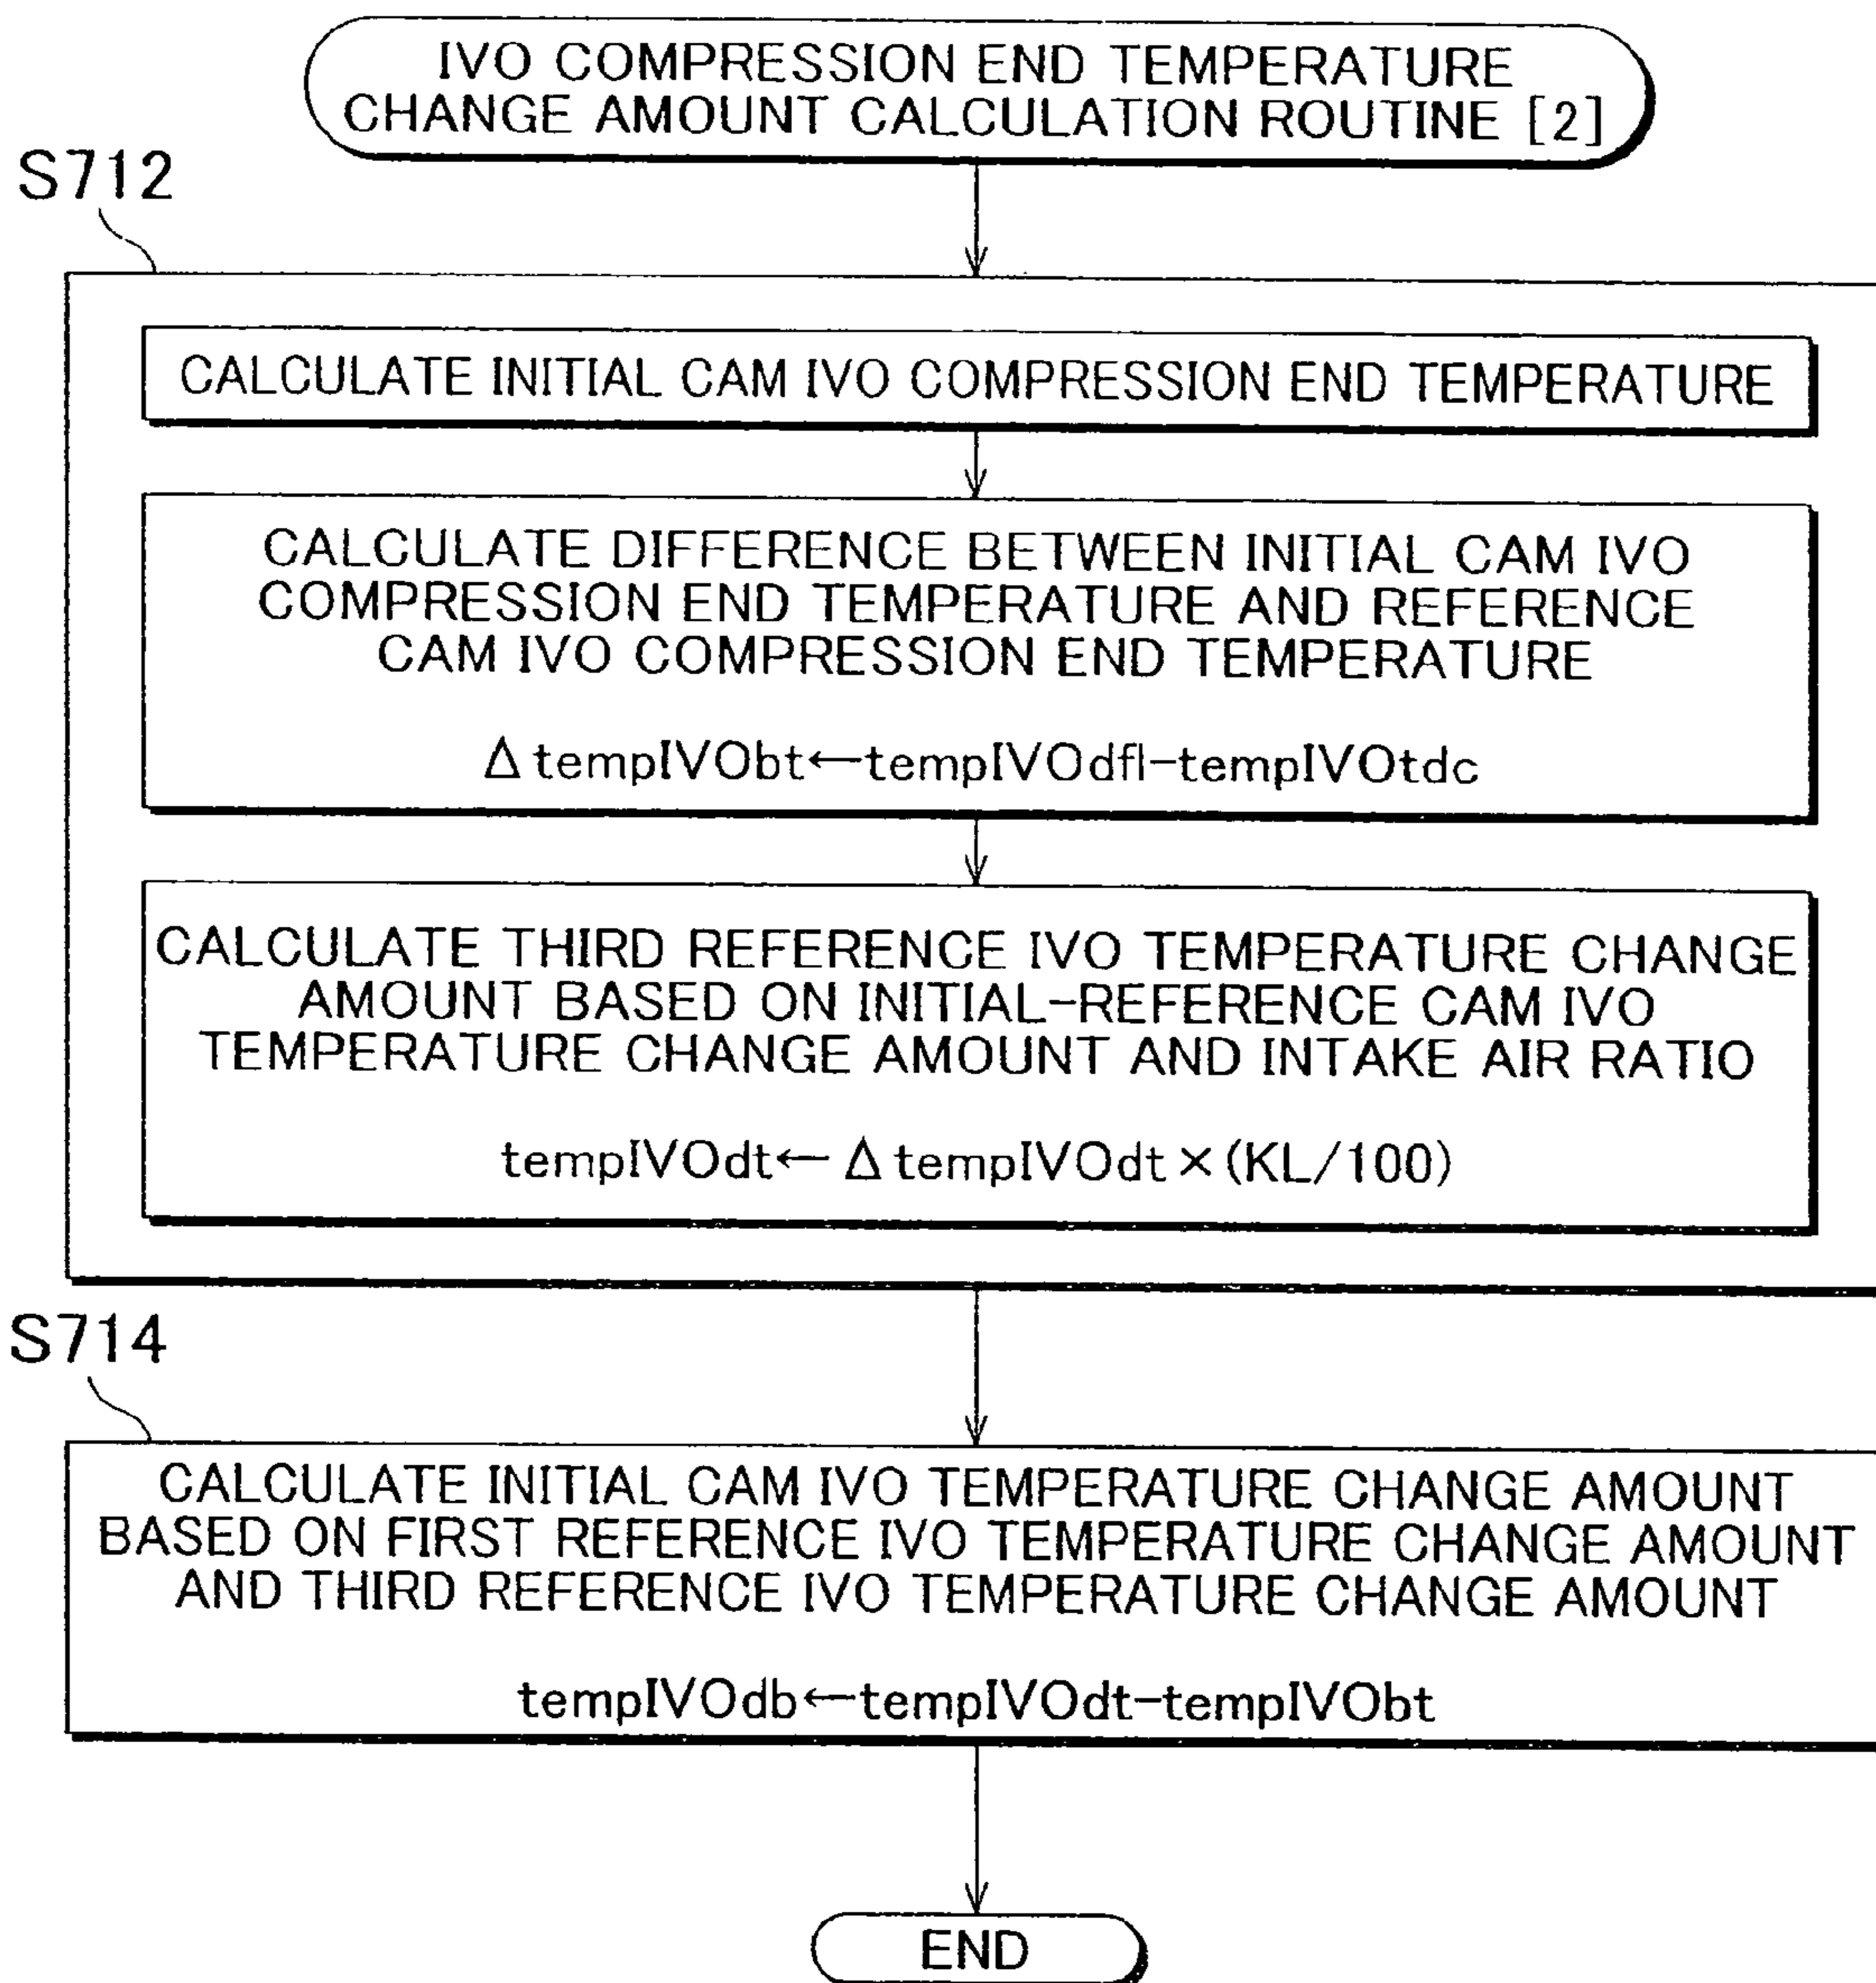 IVO COMPRESSION END TEMPERATURE
CHANGE AMOUNT CALCULATION ROUTINE [2]
S712
CALCULATE INITIAL CAM IVO COMPRESSION END TEMPERATURE
CALCULATE DIFFERENCE BETWEEN INITIAL CAM IVO
COMPRESSION END TEMPERATURE AND REFERENCE
CAM IVO COMPRESSION END TEMPERATURE
Δ tempIVObt←tempIVOdfl-tempIVOtdc
CALCULATE THIRD REFERENCE IVO TEMPERATURE CHANGE
AMOUNT BASED ON INITIAL-REFERENCE CAM IVO
TEMPERATURE CHANGE AMOUNT AND INTAKE AIR RATIO
tempIVOdt← Δ tempIVOdt × (KL/100)
S714
CALCULATE INITIAL CAM IVO TEMPERATURE CHANGE AMOUNT
BASED ON FIRST REFERENCE IVO TEMPERATURE CHANGE AMOUNT
AND THIRD REFERENCE IVO TEMPERATURE CHANGE AMOUNT
tempIVOdb←tempIVOdt-tempIVObt
END